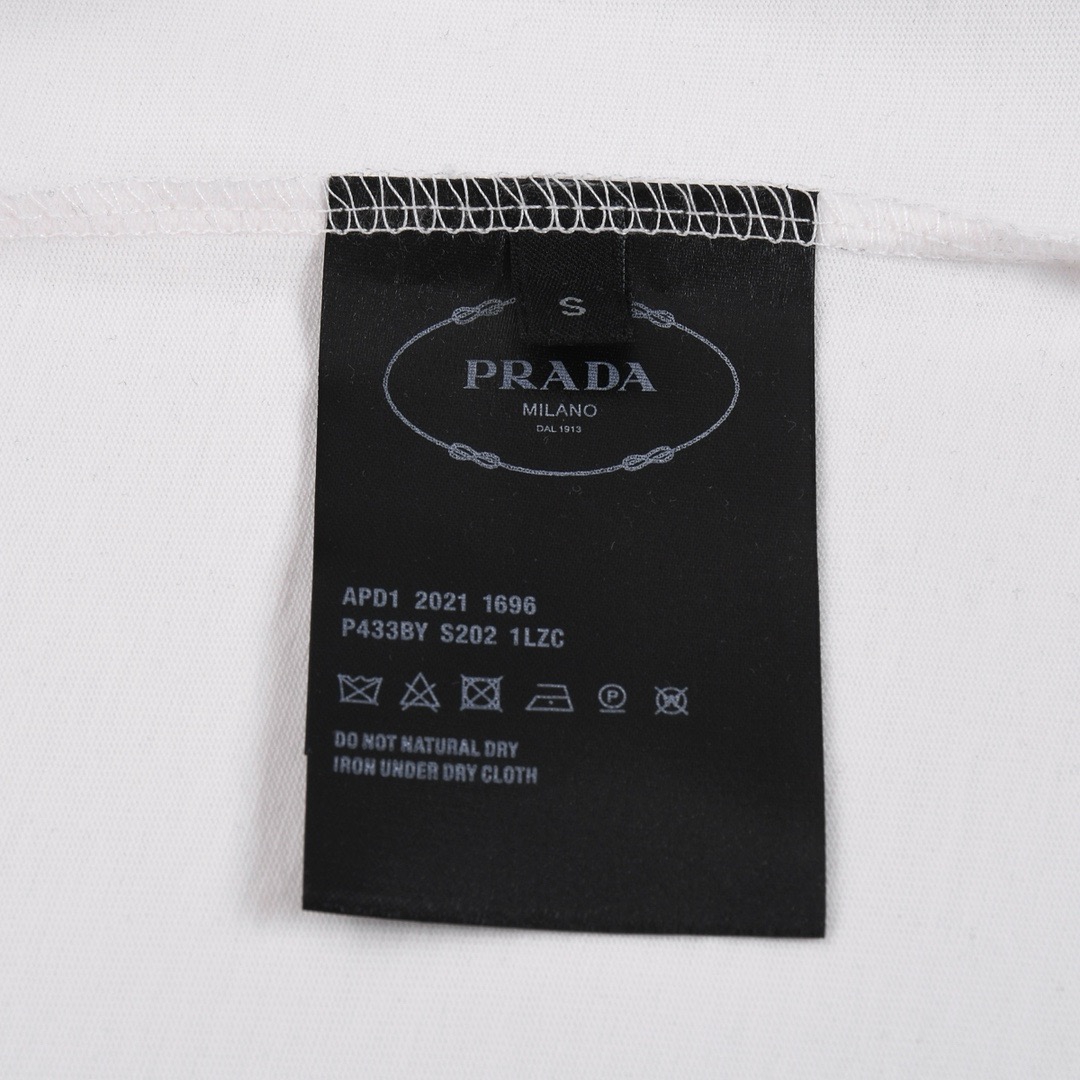 S
PRADA
MILANO
DAL 1913
APD1 2021 1696
P433BY S202 1LZC
P W
DO NOT NATURAL DRY
IRON UNDER DRY CLOTH